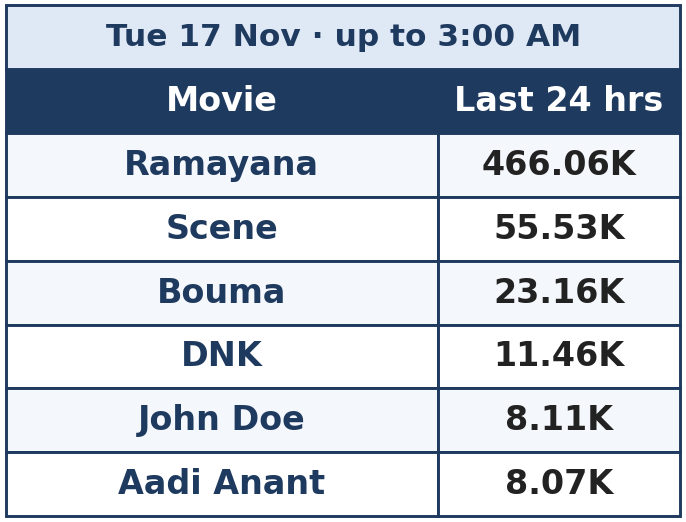 Tue 17 Nov · up to 3:00 AM
Movie Last 24 hrs
Ramayana 466.06K
Scene 55.53K
Bouma 23.16K
DNK 11.46K
John Doe 8.11K
Aadi Anant 8.07K